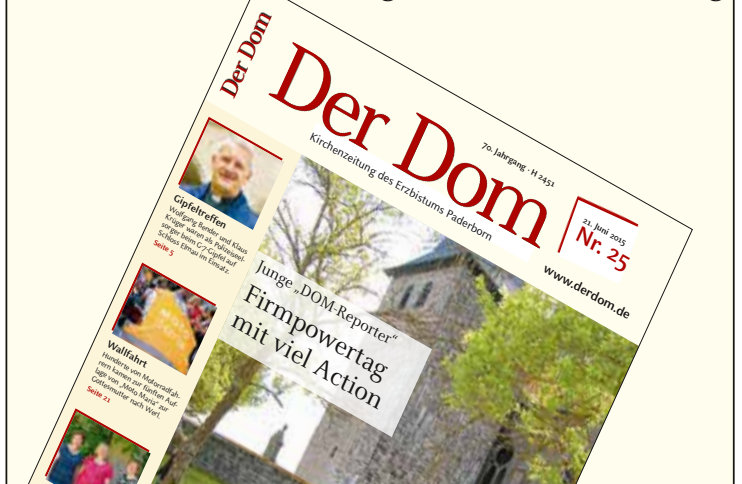 Der Dom
Der Dom
70. Jahrgang · H 2451
Kirchenzeitung des Erzbistums Paderborn
21. Juni 2015
Nr. 25
www.derdom.de
Gipfeltreffen
Wolfgang Bender und Klaus
Krüger waren als Polizeiseel-
sorger beim G-7-Gipfel auf
Schloss Elmau im Einsatz.
Seite 5
Junge „DOM-Reporter“
Firmpowertag
mit viel Action
Wallfahrt
Hunderte von Motorradfah-
rern kamen zur fünften Auf-
lage von „Moto Maria“ zur
Gottesmutter nach Werl.
Seite 21